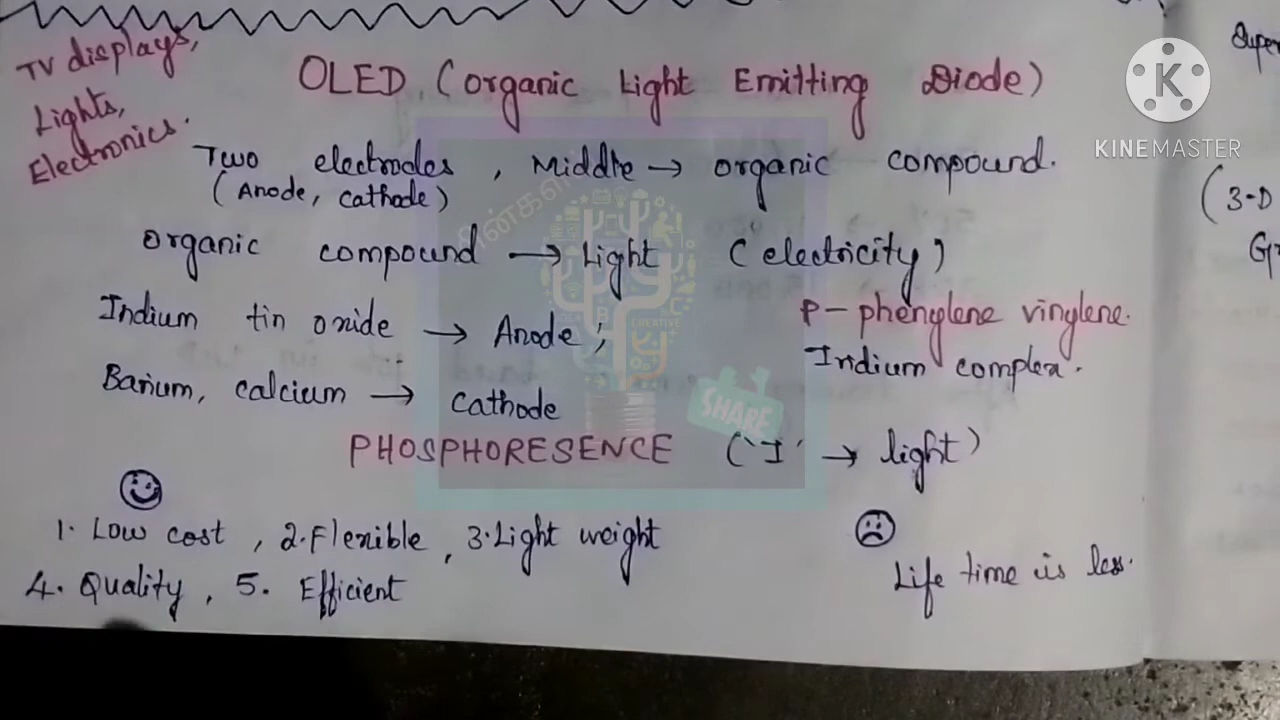 TV displays,
Lights,
Electronics.
OLED (Organic Light Emitting Diode)
Two electrodes, Middle → organic compound.
(Anode, cathode)
Organic compound → Light (electricity)
Indium tin oxide → Anode;
P-phenylene vinylene.
Iridium complex.
Barium, calcium → cathode
PHOSPHORESENCE ('I' → light)
1. Low cost, 2. Flexible, 3. Light weight
4. Quality, 5. Efficient
Life time is less.
KINEMASTER
K
CREATIVE
SHARE
(3-D